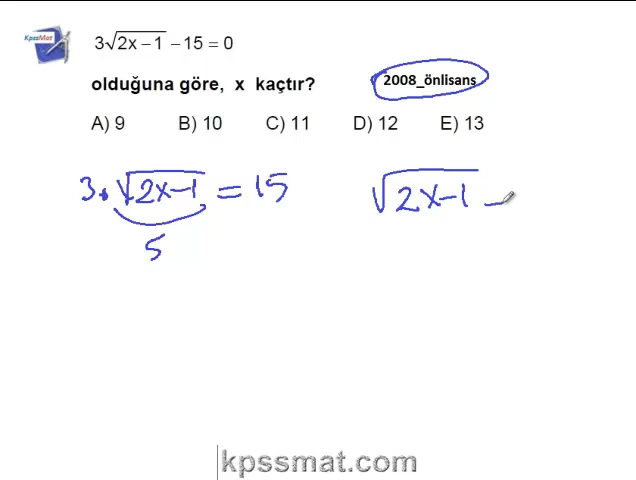 KpssMat
3√2x−1 −15 = 0
olduğuna göre, x kaçtır?
2008_önlisans
A) 9 B) 10 C) 11 D) 12 E) 13
3.√2x−1 = 15
√2x−1 −
5
kpssmat.com